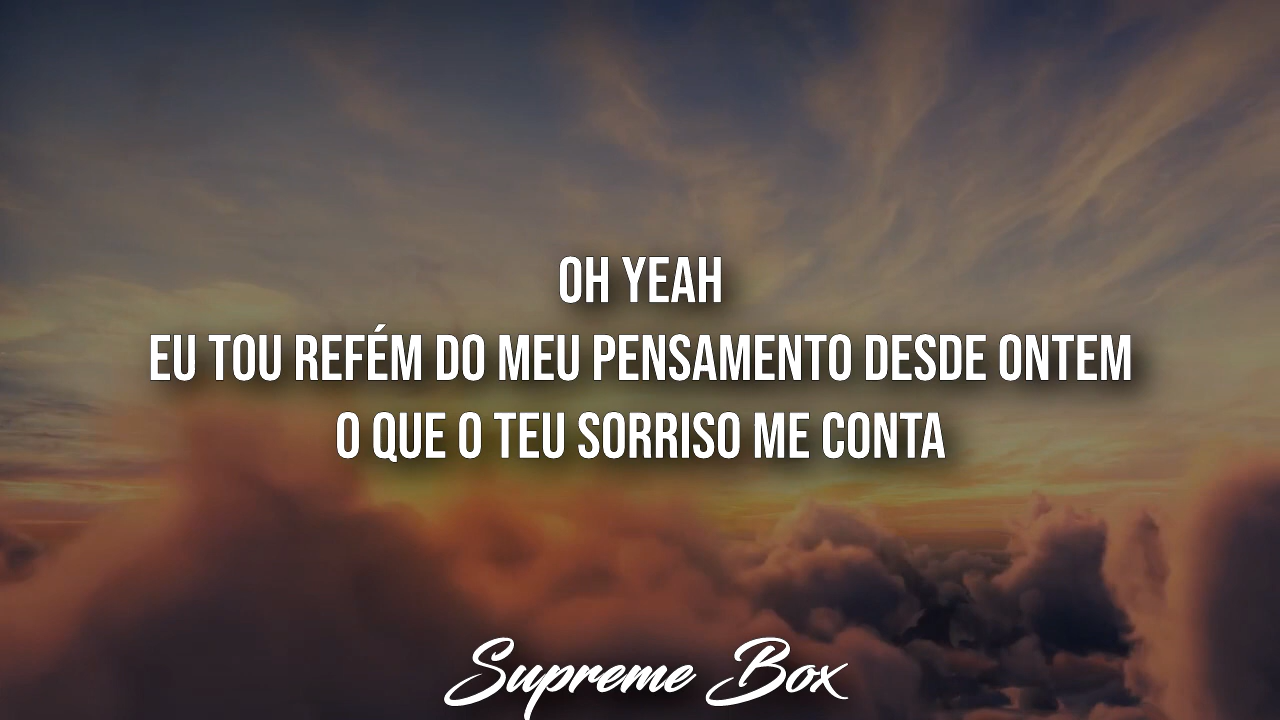 OH YEAH
EU TOU REFÉM DO MEU PENSAMENTO DESDE ONTEM
O QUE O TEU SORRISO ME CONTA
Supreme Box